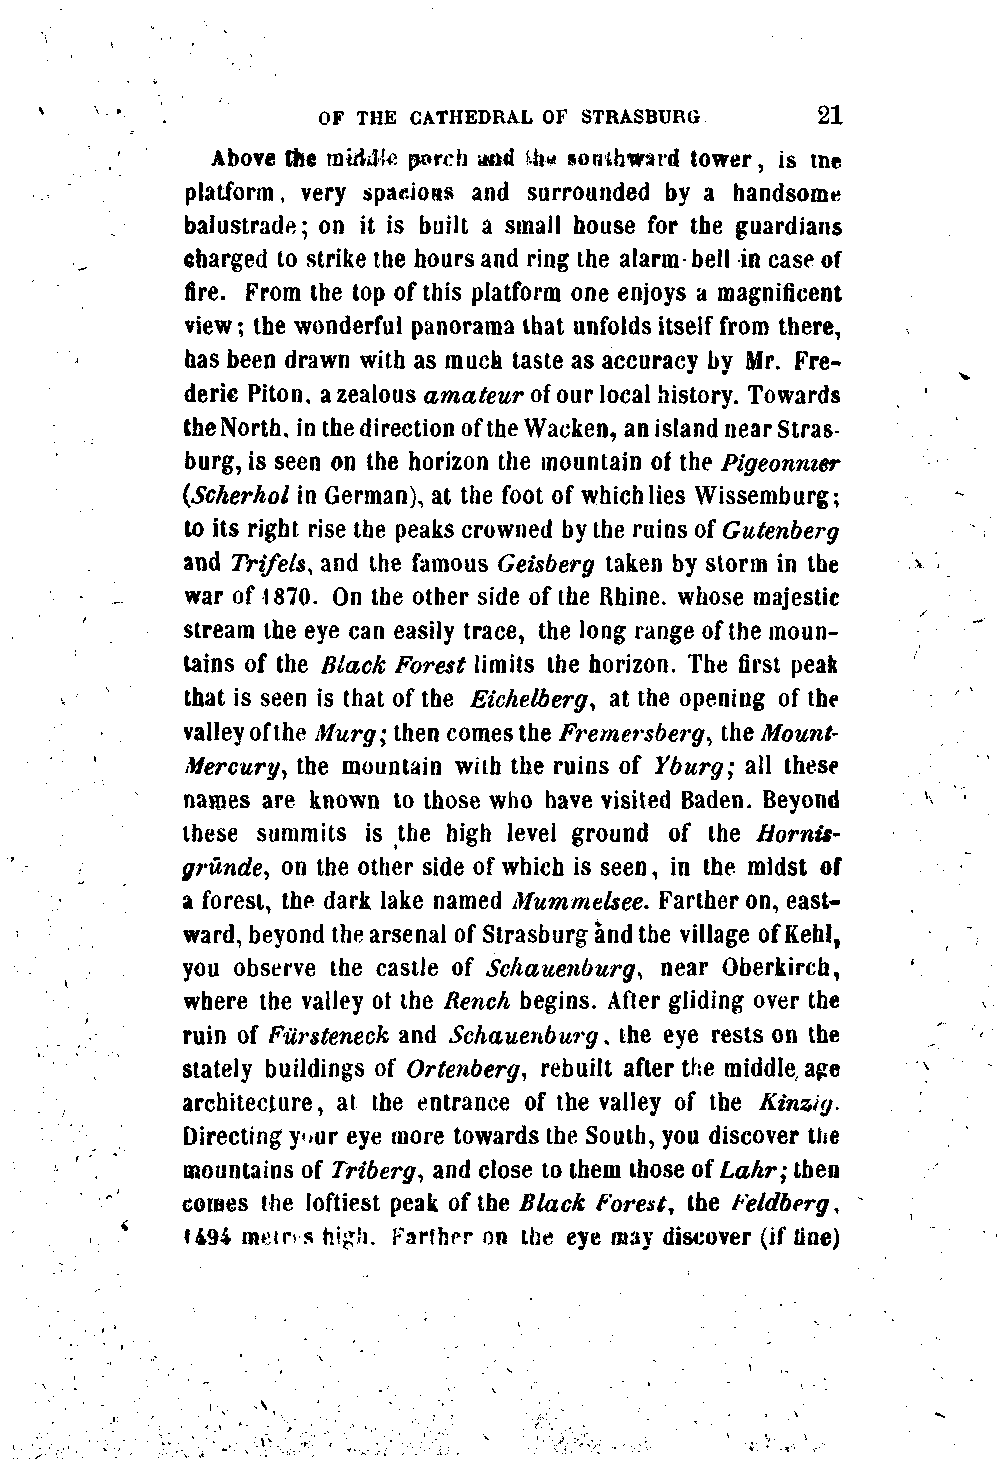 OF THE CATHEDRAL OF STRASBURG 21
Above the middle porch and the southward tower, is the
platform, very spacious and surrounded by a handsome
balustrade; on it is built a small house for the guardians
charged to strike the hours and ring the alarm-bell in case of
fire. From the top of this platform one enjoys a magnificent
view; the wonderful panorama that unfolds itself from there,
has been drawn with as much taste as accuracy by Mr. Fre-
deric Piton, a zealous amateur of our local history. Towards
the North, in the direction of the Wacken, an island near Stras-
burg, is seen on the horizon the mountain of the Pigeonnier
(Scherhol in German), at the foot of which lies Wissemburg;
to its right rise the peaks crowned by the ruins of Gutenberg
and Trifels, and the famous Geisberg taken by storm in the
war of 1870. On the other side of the Rhine, whose majestic
stream the eye can easily trace, the long range of the moun-
tains of the Black Forest limits the horizon. The first peak
that is seen is that of the Eichelberg, at the opening of the
valley of the Murg; then comes the Fremersberg, the Mount-
Mercury, the mountain with the ruins of Yburg; all these
names are known to those who have visited Baden. Beyond
these summits is the high level ground of the Hornis-
gründe, on the other side of which is seen, in the midst of
a forest, the dark lake named Mummelsee. Farther on, east-
ward, beyond the arsenal of Strasburg and the village of Kehl,
you observe the castle of Schauenburg, near Oberkirch,
where the valley of the Rench begins. After gliding over the
ruin of Fürsteneck and Schauenburg, the eye rests on the
stately buildings of Ortenberg, rebuilt after the middle age
architecture, at the entrance of the valley of the Kinzig.
Directing your eye more towards the South, you discover the
mountains of Triberg, and close to them those of Lahr; then
comes the loftiest peak of the Black Forest, the Feldberg,
1494 metres high. Farther on the eye may discover (if fine)